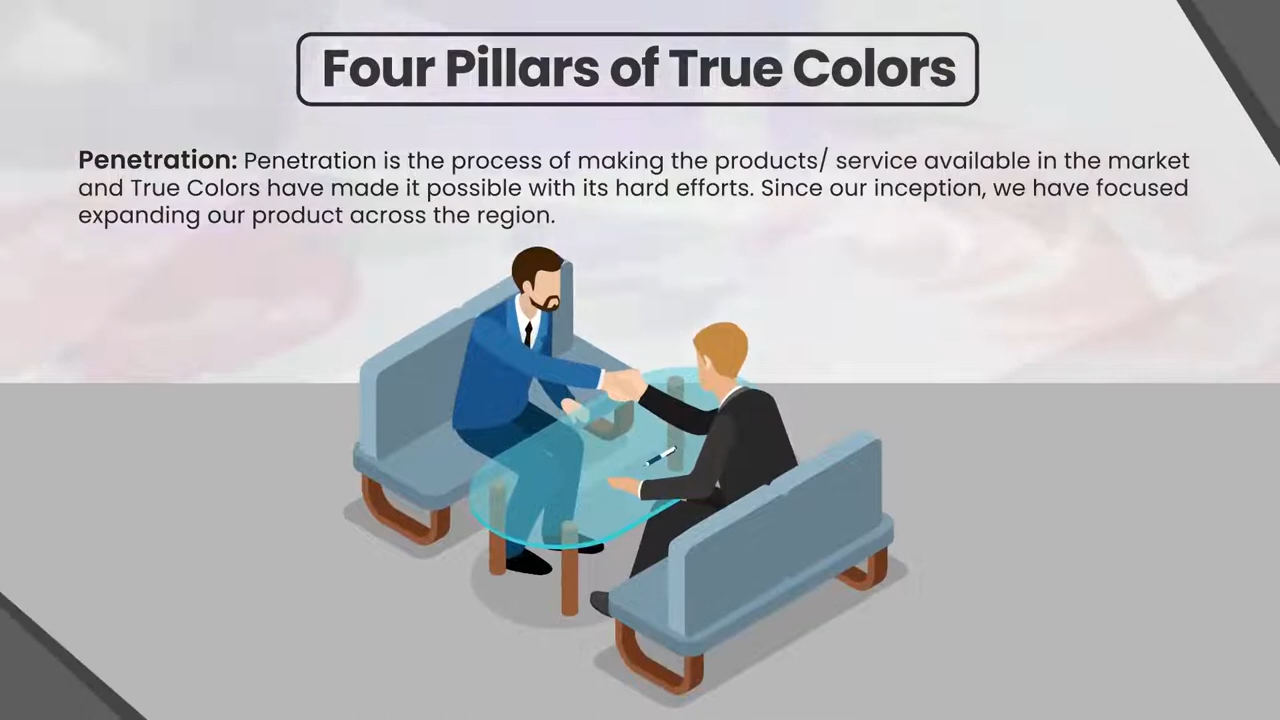 Four Pillars of True Colors
Penetration: Penetration is the process of making the products/ service available in the market
and True Colors have made it possible with its hard efforts. Since our inception, we have focused
expanding our product across the region.